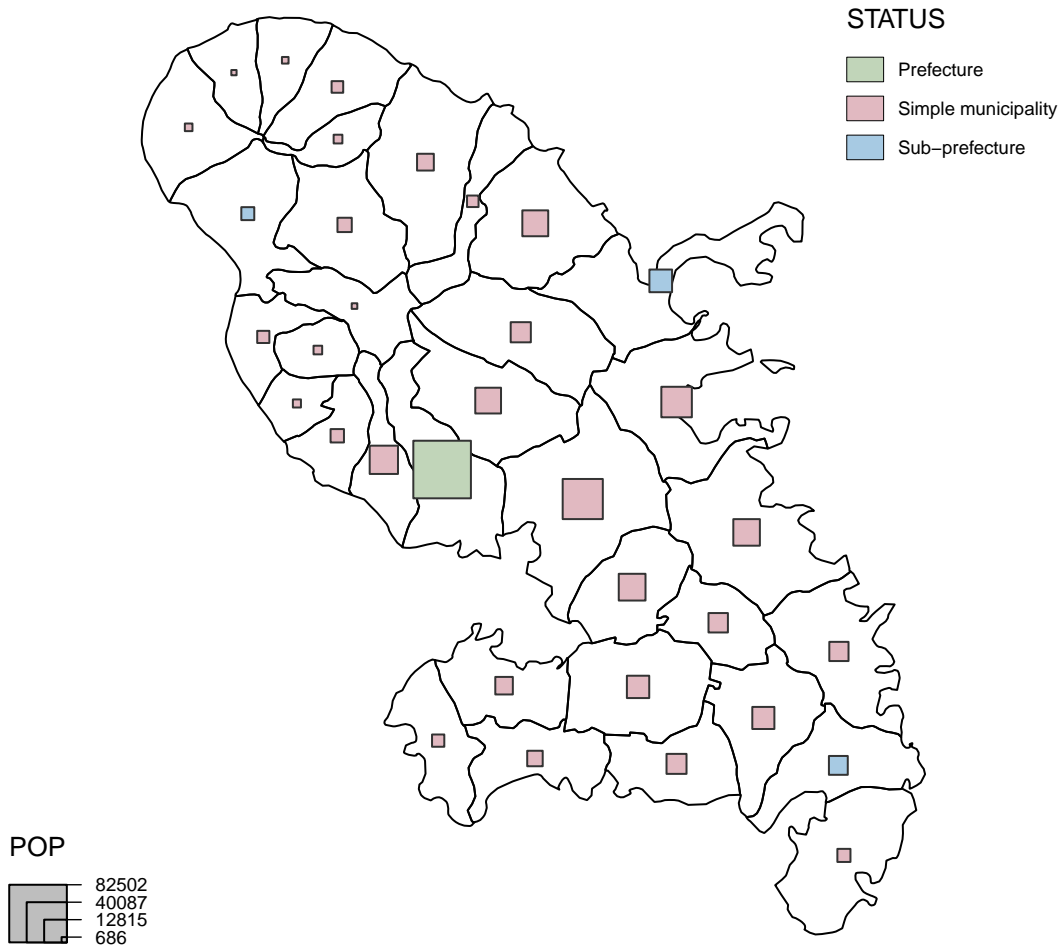 STATUS
Prefecture
Simple municipality
Sub−prefecture
POP
82502
40087
12815
686